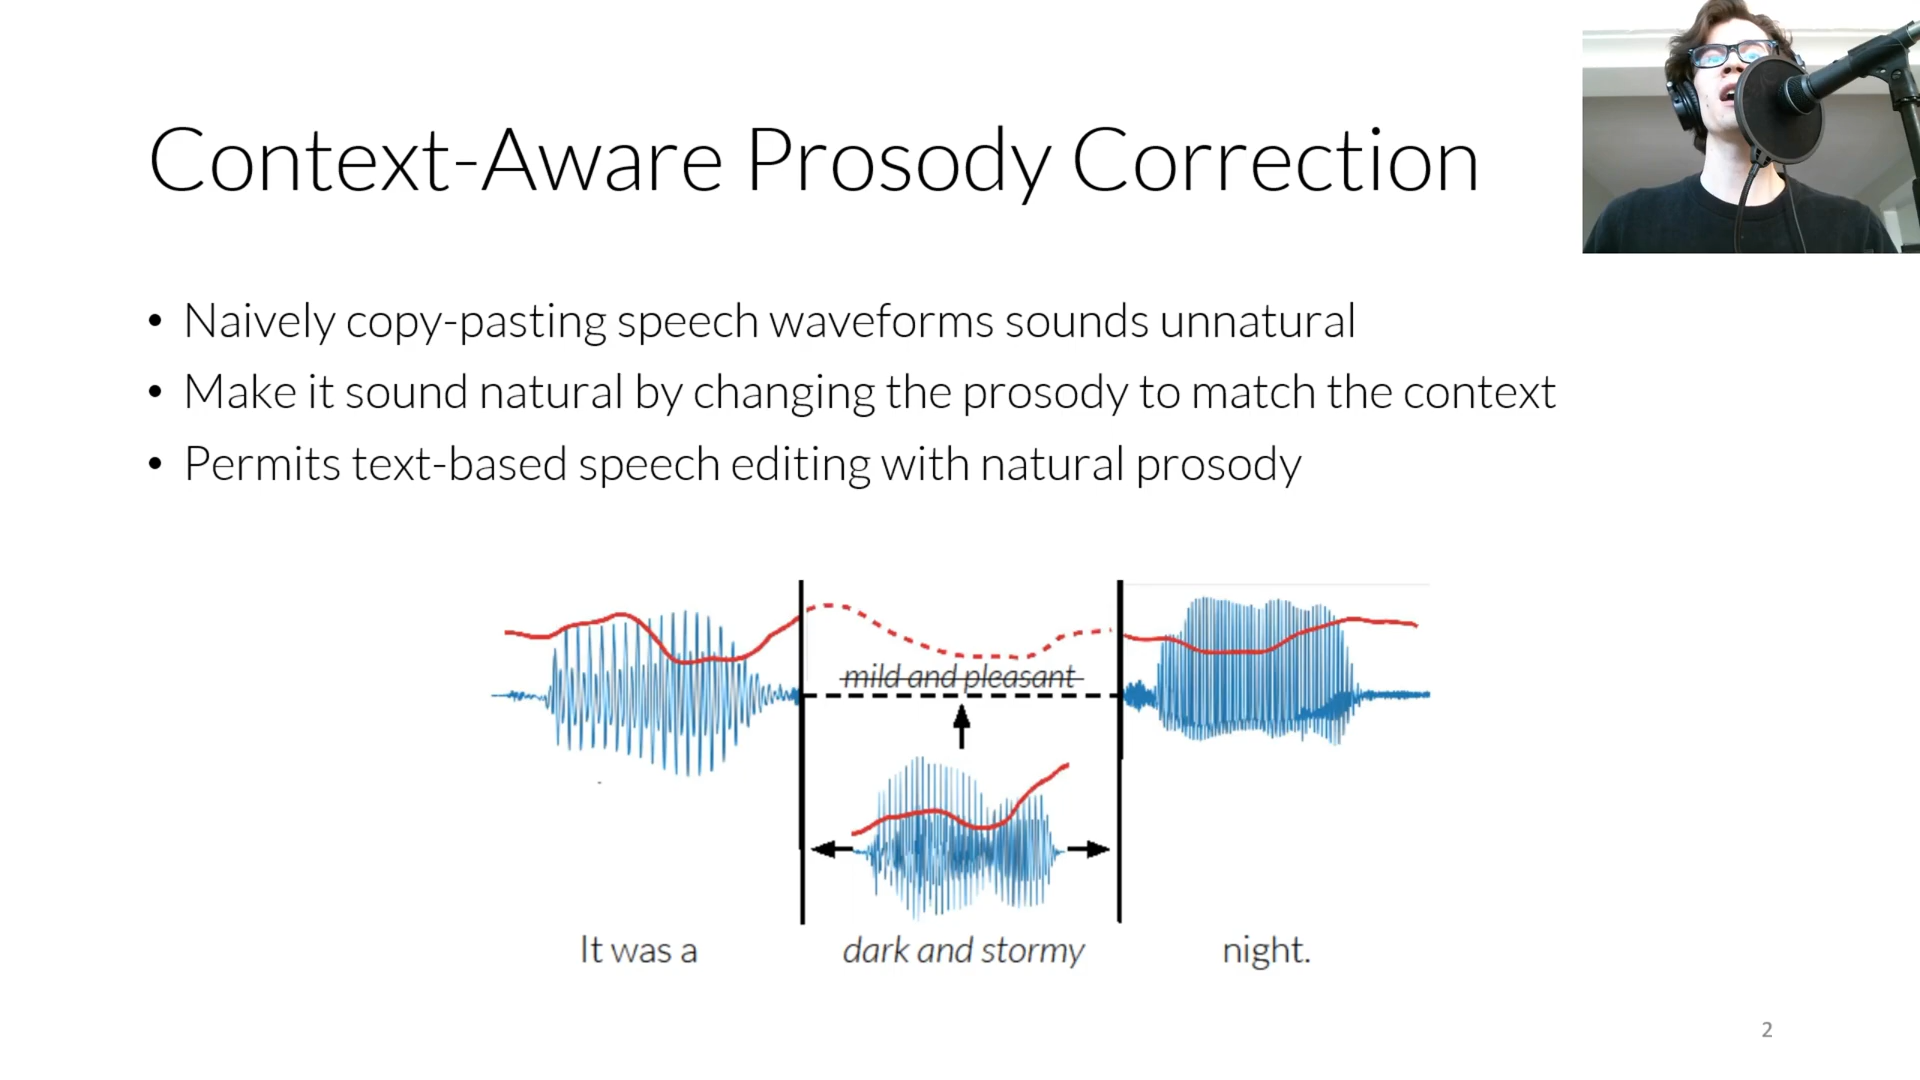 Context-Aware Prosody Correction
• Naively copy-pasting speech waveforms sounds unnatural
• Make it sound natural by changing the prosody to match the context
• Permits text-based speech editing with natural prosody
mild and pleasant
It was a dark and stormy night.
2